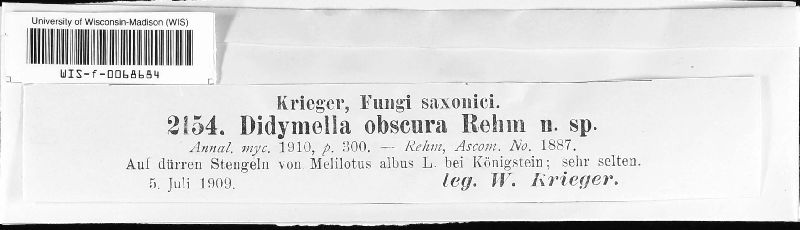 University of Wisconsin-Madison (WIS)
WIS-f-0068684
Krieger, Fungi saxonici.
2154. Didymella obscura Rehm n. sp.
Annal. myc. 1910, p. 300. — Rehm, Ascom. No. 1887.
Auf dürren Stengeln von Melilotus albus L. bei Königstein; sehr selten.
5. Juli 1909. leg. W. Krieger.